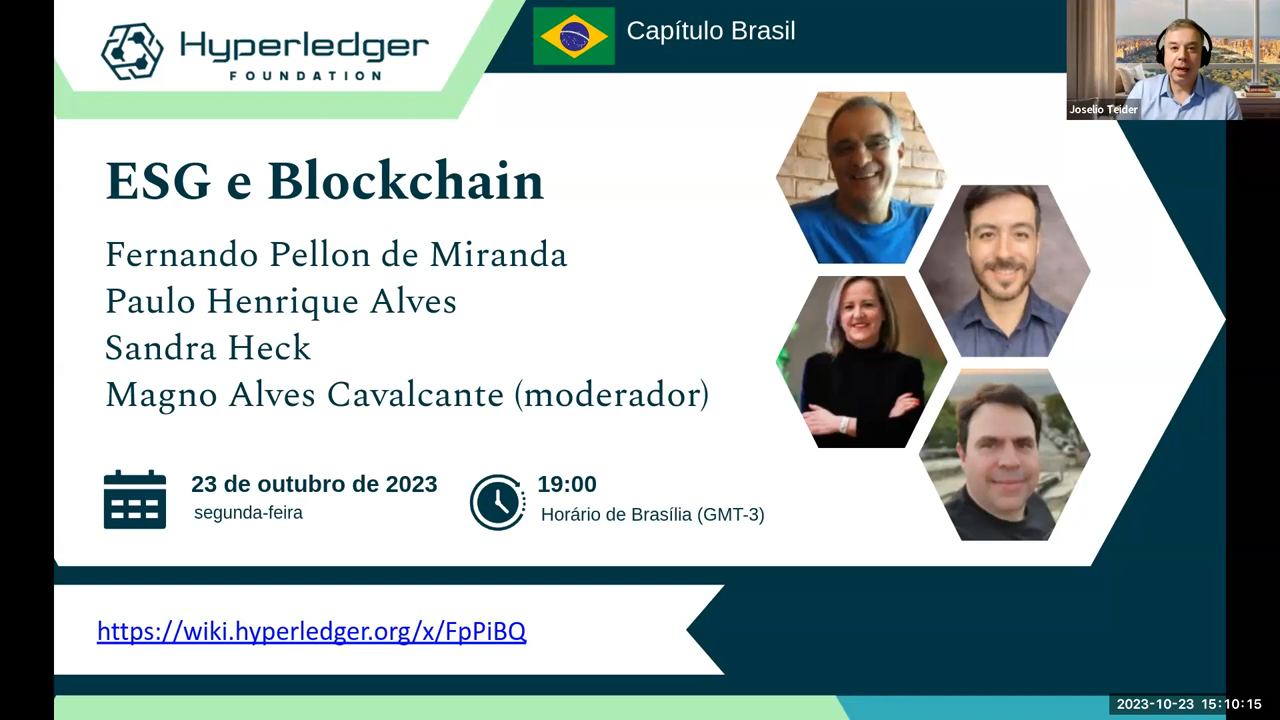 Hyperledger
FOUNDATION
Capítulo Brasil
Joselio Teider
ESG e Blockchain
Fernando Pellon de Miranda
Paulo Henrique Alves
Sandra Heck
Magno Alves Cavalcante (moderador)
23 de outubro de 2023
segunda-feira
19:00
Horário de Brasília (GMT-3)
https://wiki.hyperledger.org/x/FpPiBQ
2023-10-23 15:10:15